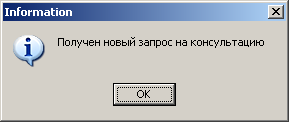 Information
Получен новый запрос на консультацию
OK